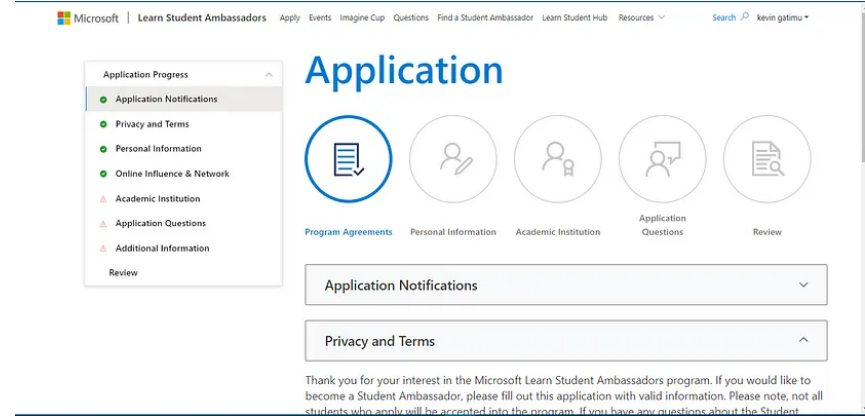 Microsoft | Learn Student Ambassadors Apply Events Imagine Cup Questions Find a Student Ambassador Learn Student Hub Resources Search kevin gatimu
Application Progress
Application Notifications
Privacy and Terms
Personal Information
Online Influence & Network
Academic Institution
Application Questions
Additional Information
Review
Application
Program Agreements
Personal Information
Academic Institution
Application
Questions
Review
Application Notifications
Privacy and Terms
Thank you for your interest in the Microsoft Learn Student Ambassadors program. If you would like to
become a Student Ambassador, please fill out this application with valid information. Please note, not all
students who apply will be accepted into the program. If you have any questions about the Student